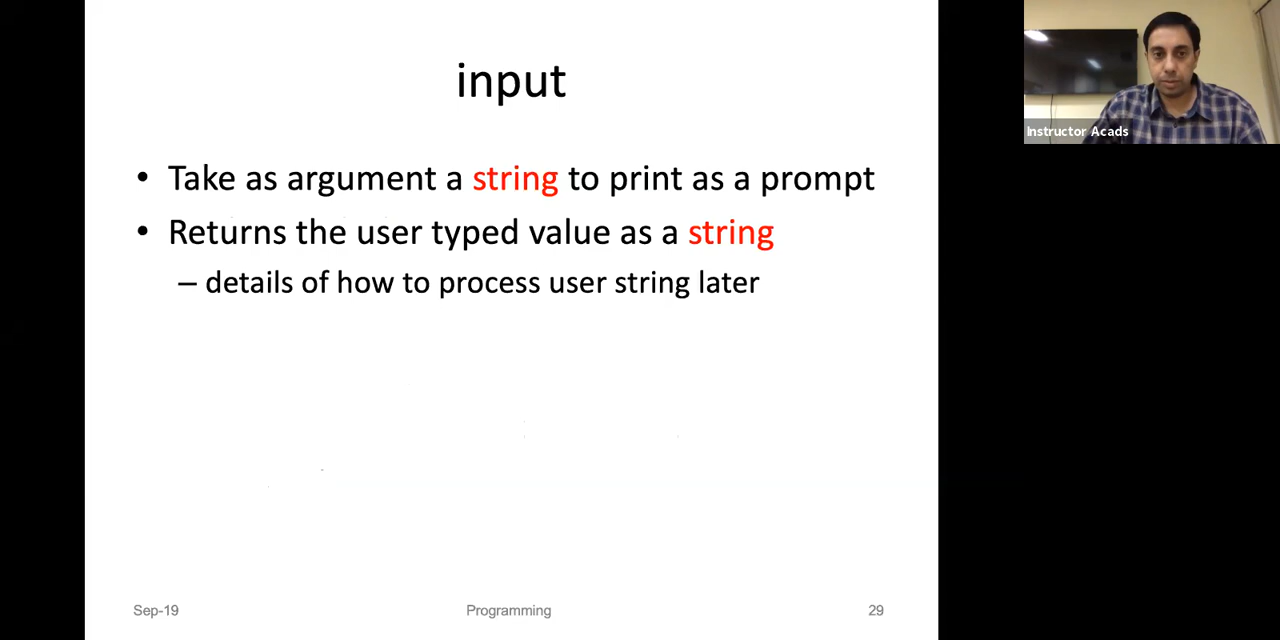 input
• Take as argument a string to print as a prompt
• Returns the user typed value as a string
– details of how to process user string later
Sep-19
Programming
29
Instructor Acads